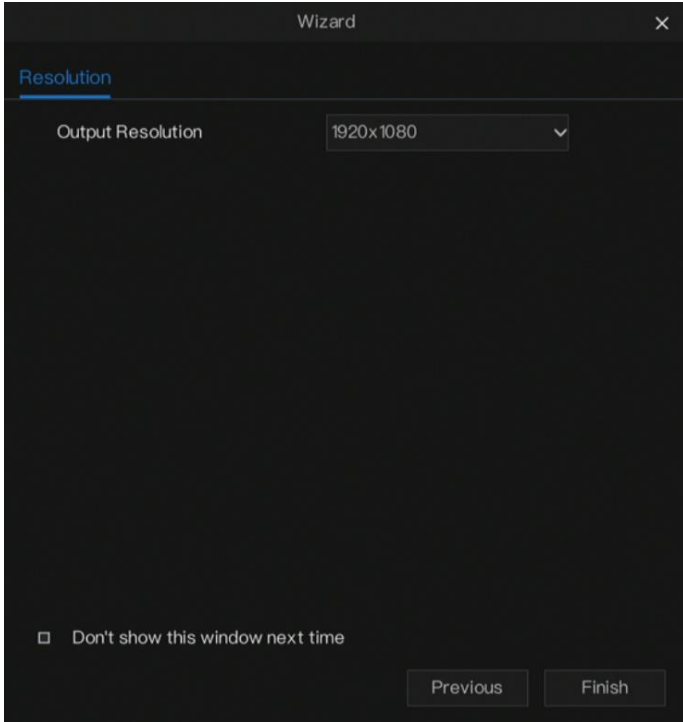 Wizard
Resolution
Output Resolution 1920x1080
Don't show this window next time
Previous Finish